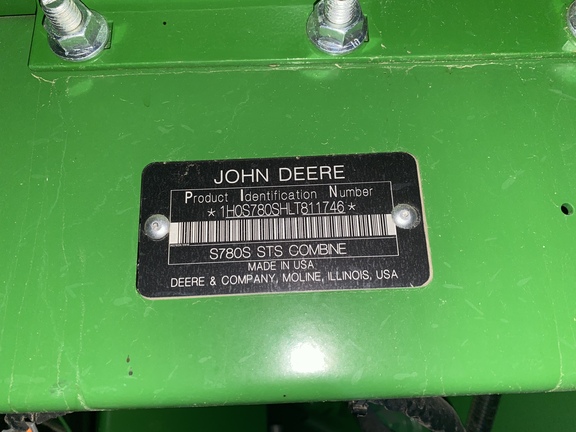 JOHN DEERE
Product Identification Number
*1H0S780SHLT811746*
S780S STS COMBINE
MADE IN USA
DEERE & COMPANY, MOLINE, ILLINOIS, USA